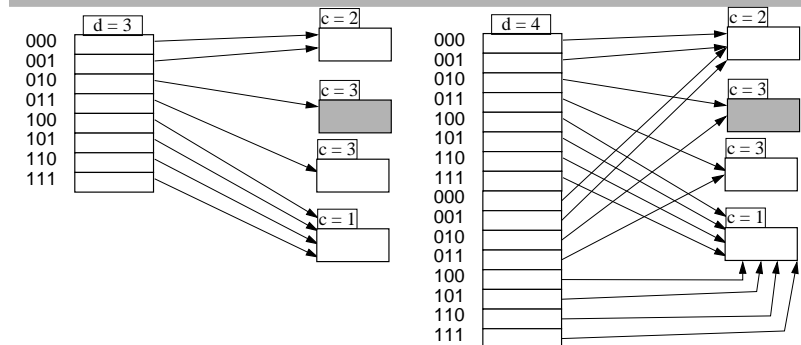 d = 3
000
001
010
011
100
101
110
111
c = 2
c = 3
c = 3
c = 1
d = 4
000
001
010
011
100
101
110
111
000
001
010
011
100
101
110
111
c = 2
c = 3
c = 3
c = 1